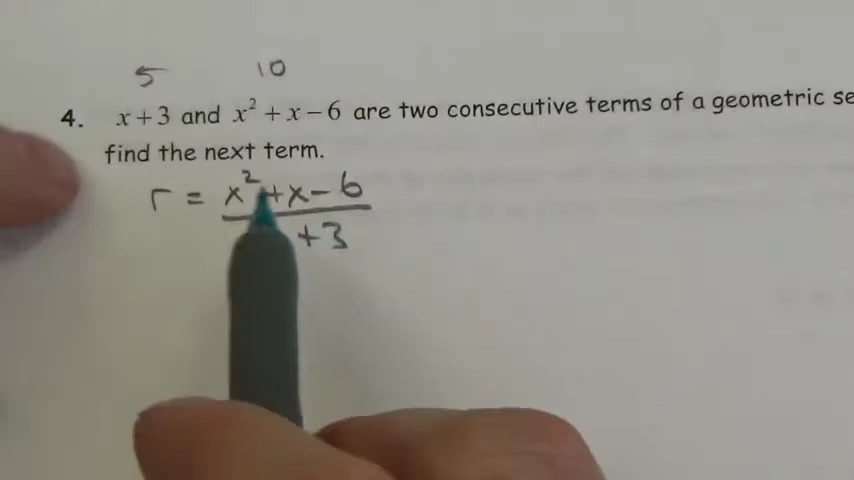 5 10
4. x + 3 and x² + x − 6 are two consecutive terms of a geometric se
find the next term.
r = x² + x − 6
+3